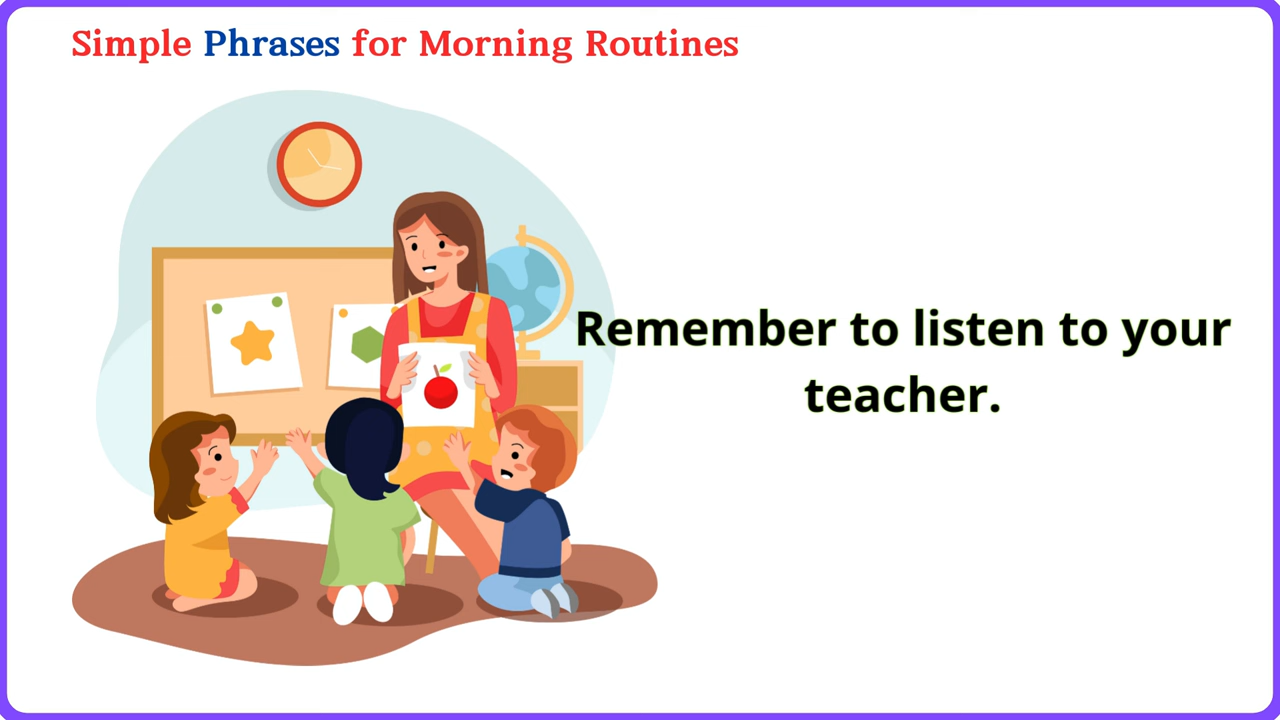 Simple Phrases for Morning Routines
Remember to listen to your
teacher.